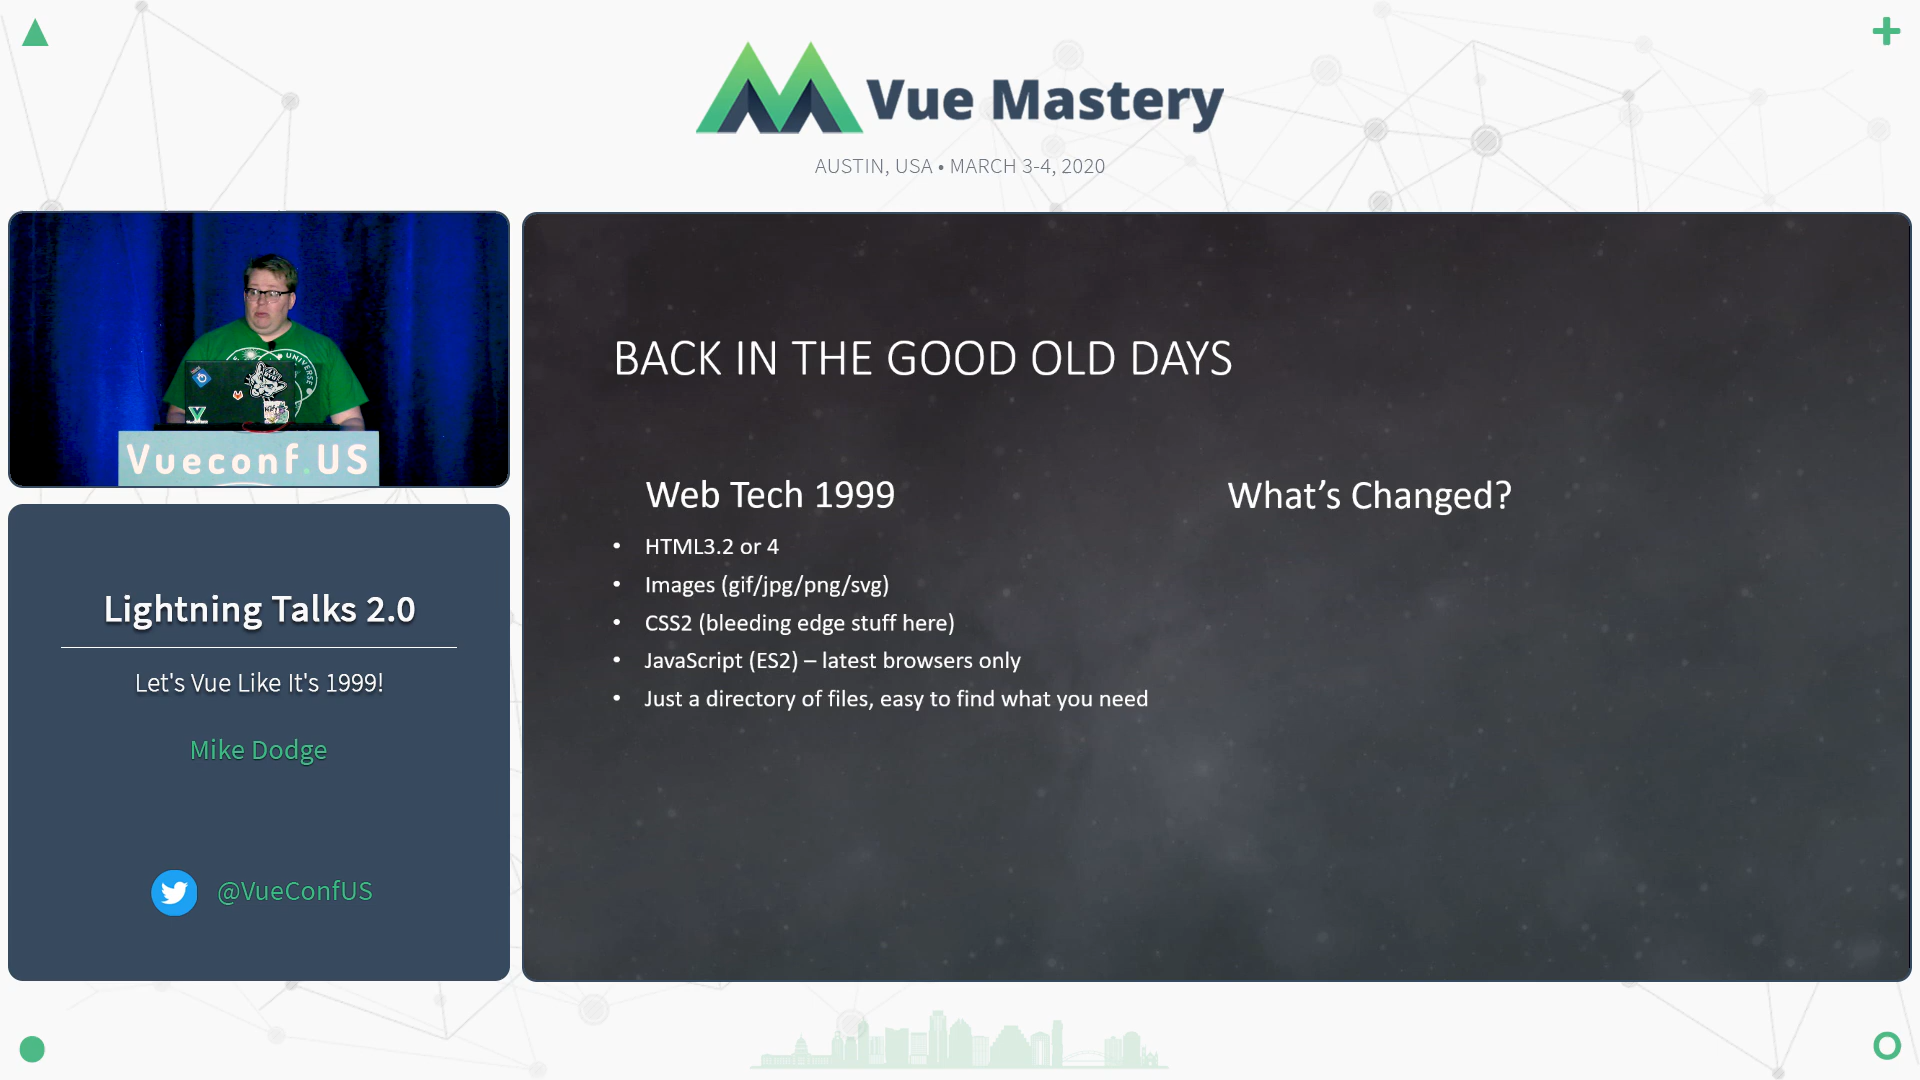 Vue Mastery
AUSTIN, USA • MARCH 3-4, 2020
UNIVERSE
Vueconf.US
Lightning Talks 2.0
Let's Vue Like It's 1999!
Mike Dodge
@VueConfUS
BACK IN THE GOOD OLD DAYS
Web Tech 1999
• HTML3.2 or 4
• Images (gif/jpg/png/svg)
• CSS2 (bleeding edge stuff here)
• JavaScript (ES2) – latest browsers only
• Just a directory of files, easy to find what you need
What’s Changed?